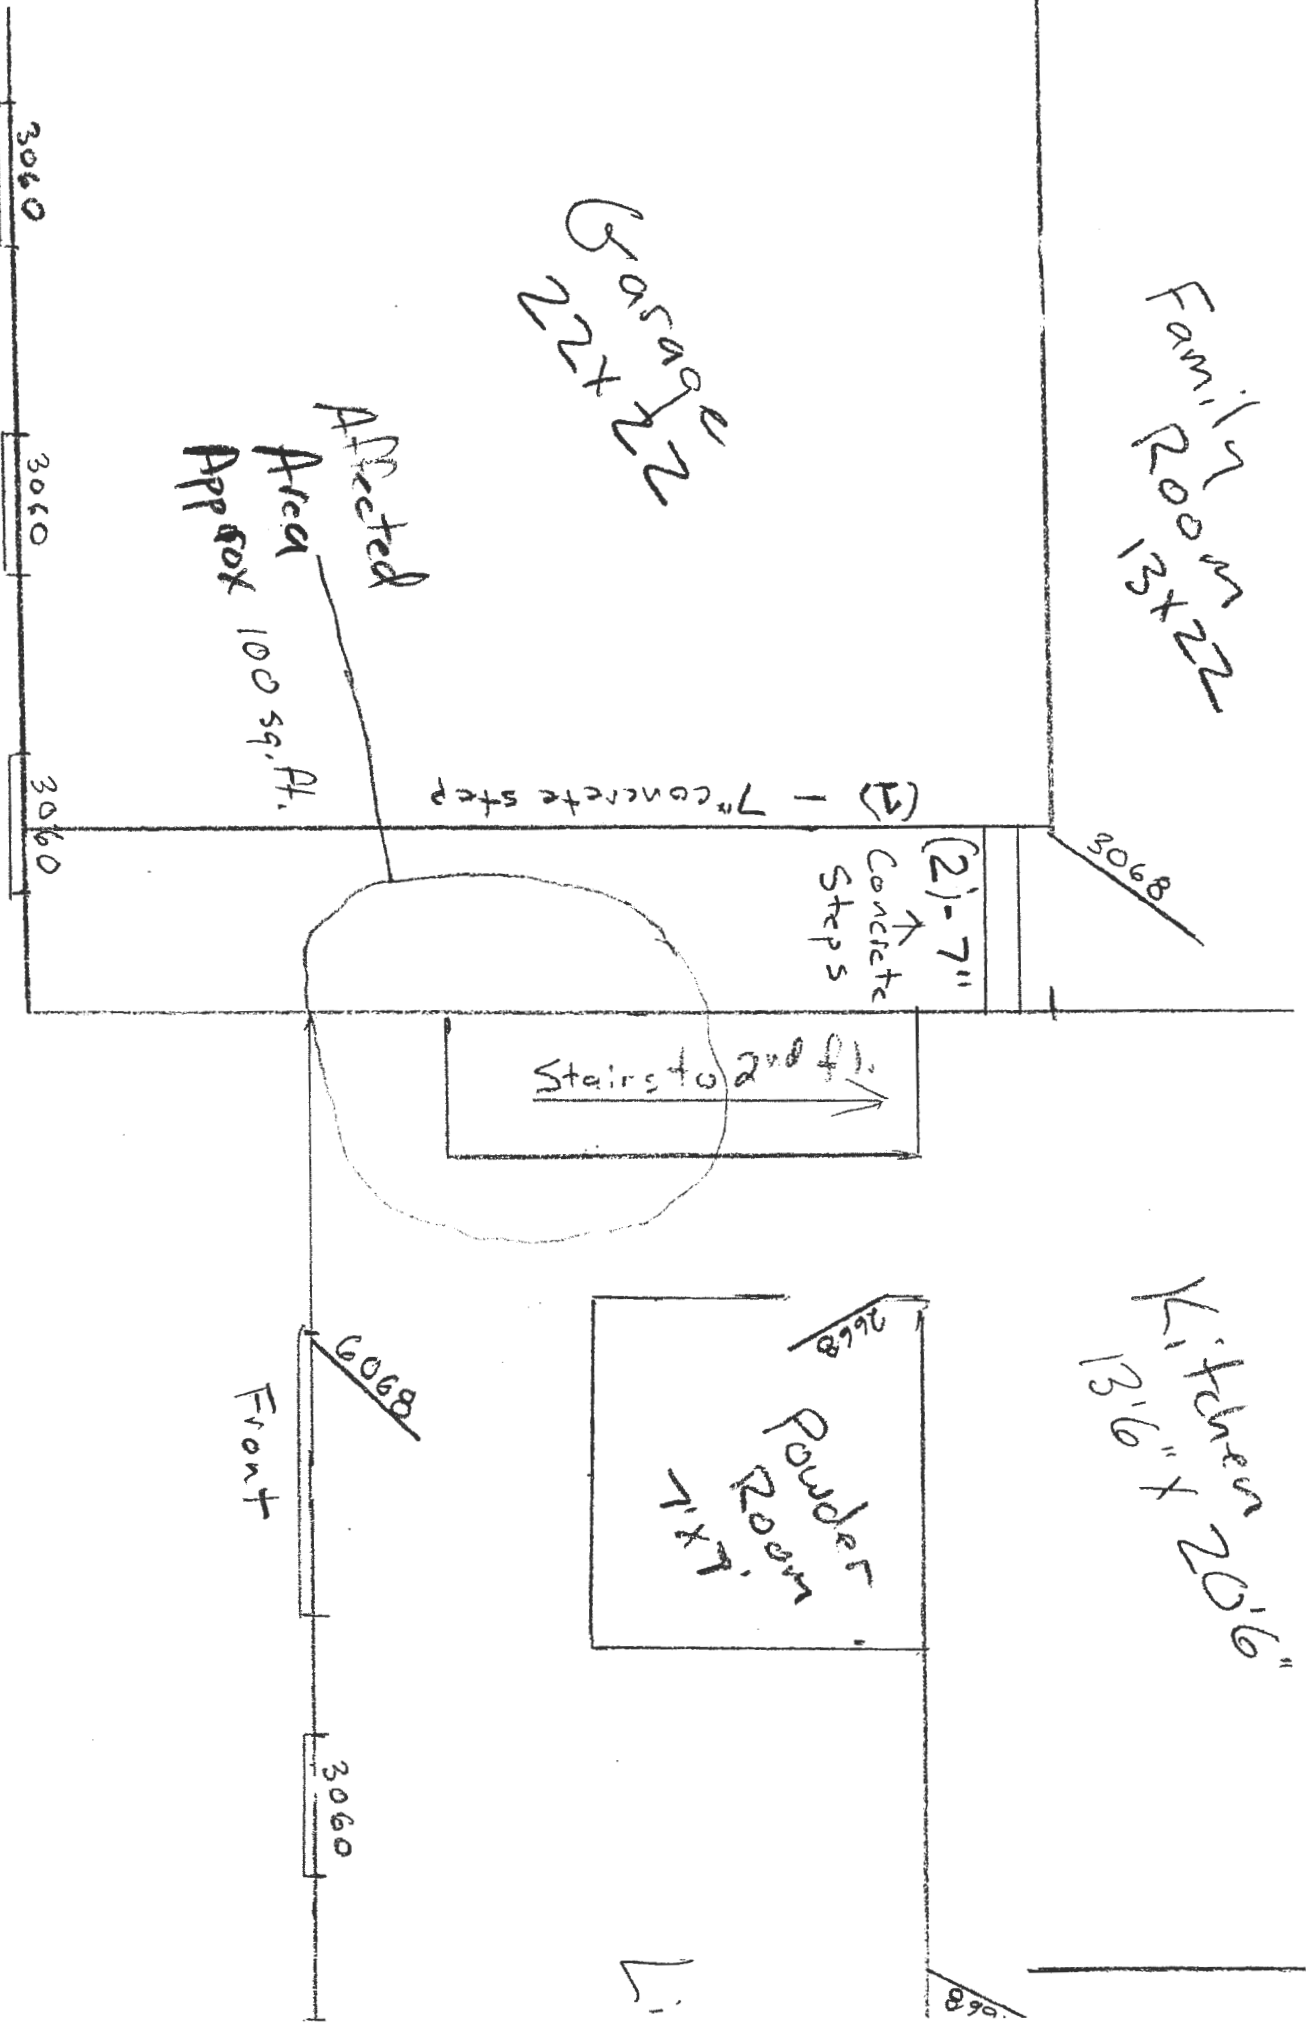 Family
Room
13x22
Garage
22x22
3060
3060
3060
Affected
Area
Approx 100 sq.ft.
(1) - 7" concrete step
(2)- 7"
Concrete
Steps
3068
Stairs to 2nd fl.
Kitchen
13'6" x 20'6"
2668
Powder
Room
7'x7'
6068
Front
3060
Li